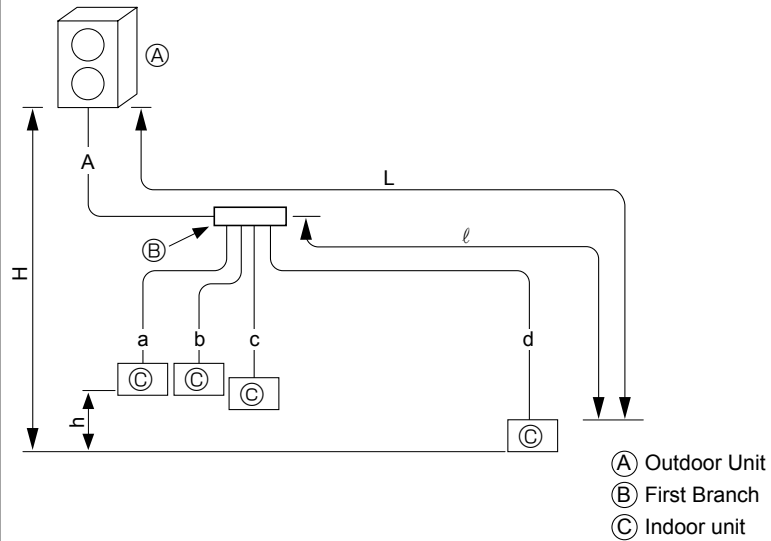 Ⓐ
A
L
Ⓑ
ℓ
H
a
b
c
d
Ⓒ
Ⓒ
Ⓒ
h
Ⓒ
Ⓐ Outdoor Unit
Ⓑ First Branch
Ⓒ Indoor unit